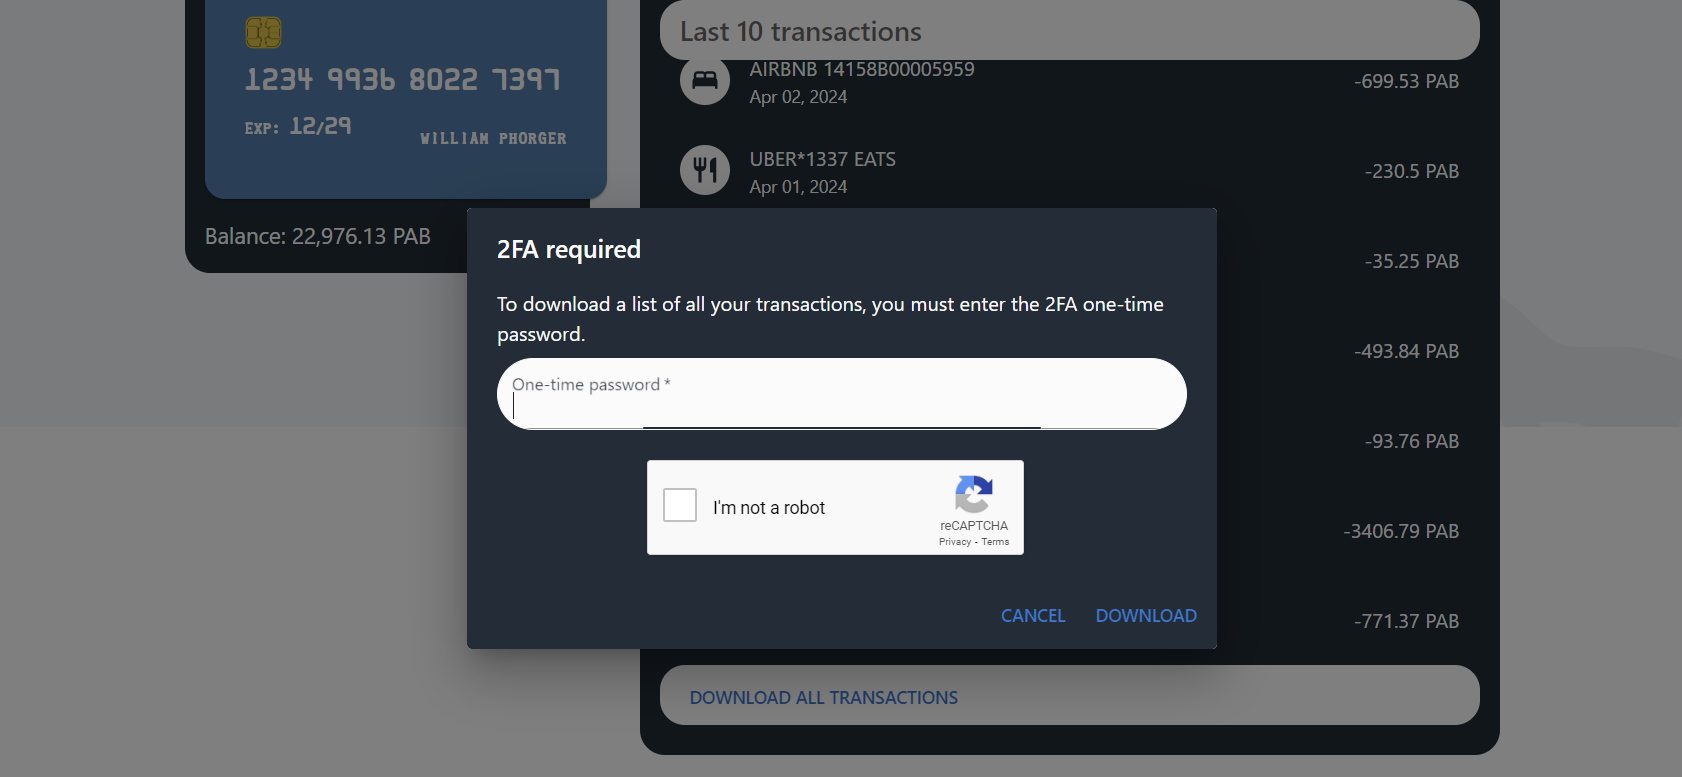 1234 9936 8022 7397
EXP: 12/29
WILLIAM PHORGER
Balance: 22,976.13 PAB
Last 10 transactions
AIRBNB 14158B00005959
Apr 02, 2024
-699.53 PAB
UBER*1337 EATS
Apr 01, 2024
-230.5 PAB
-35.25 PAB
-493.84 PAB
-93.76 PAB
-3406.79 PAB
-771.37 PAB
DOWNLOAD ALL TRANSACTIONS
2FA required
To download a list of all your transactions, you must enter the 2FA one-time
password.
One-time password *
I'm not a robot
reCAPTCHA
Privacy - Terms
CANCEL
DOWNLOAD